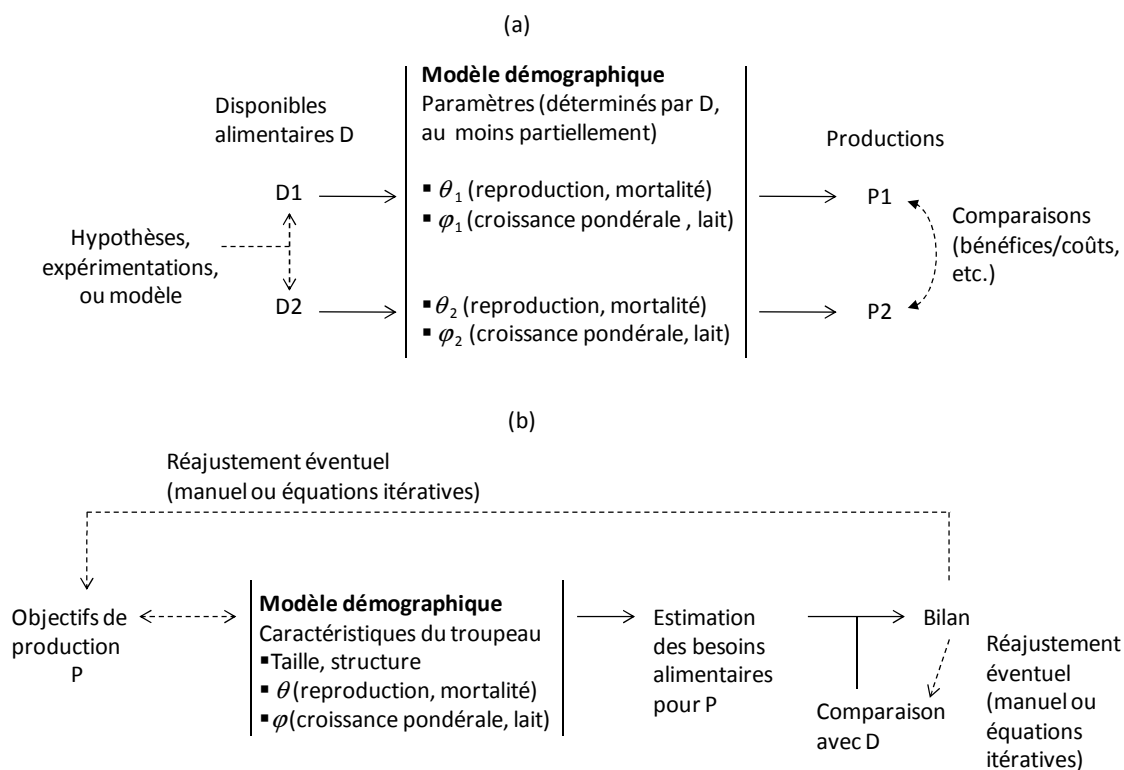 (a)
Disponibles
alimentaires D
Modèle démographique
Paramètres (déterminés par D,
au moins partiellement)
Productions
D1
▪ θ1 (reproduction, mortalité)
▪ φ1 (croissance pondérale , lait)
P1
Hypothèses,
expérimentations,
ou modèle
Comparaisons
(bénéfices/coûts,
etc.)
D2
▪ θ2 (reproduction, mortalité)
▪ φ2 (croissance pondérale, lait)
P2
(b)
Réajustement éventuel
(manuel ou équations itératives)
Objectifs de
production
P
Modèle démographique
Caractéristiques du troupeau
▪Taille, structure
▪ θ (reproduction, mortalité)
▪φ(croissance pondérale, lait)
Estimation
des besoins
alimentaires
pour P
Bilan
Comparaison
avec D
Réajustement
éventuel
(manuel ou
équations
itératives)